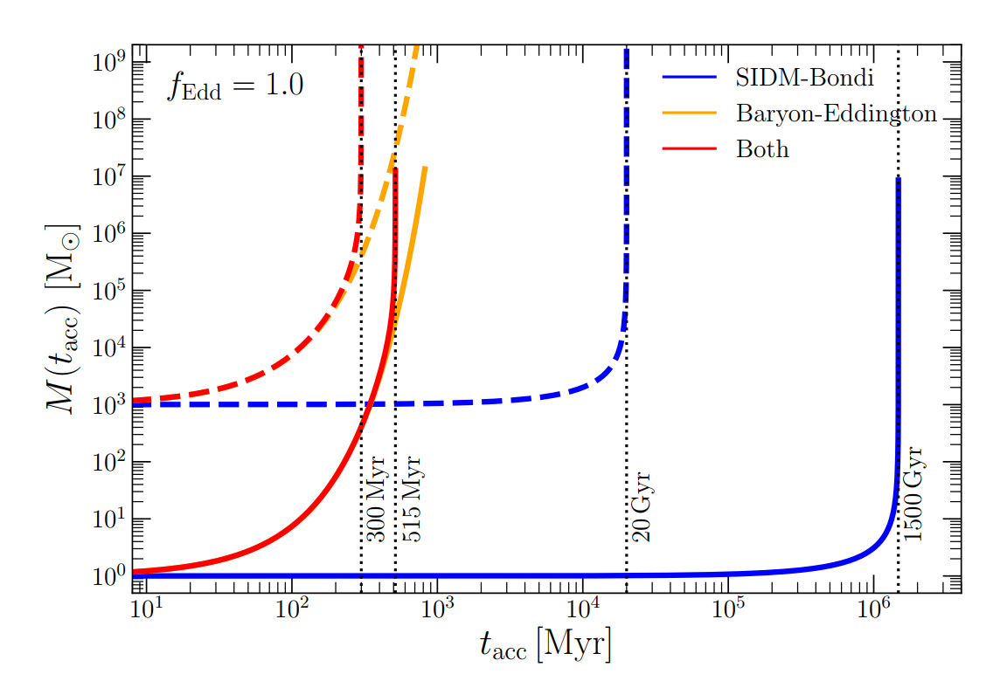 f_Edd = 1.0
SIDM-Bondi
Baryon-Eddington
Both
M(t_acc) [M_⊙]
10^9
10^8
10^7
10^6
10^5
10^4
10^3
10^2
10^1
10^0
300 Myr
515 Myr
20 Gyr
1500 Gyr
10^1 10^2 10^3 10^4 10^5 10^6
t_acc [Myr]